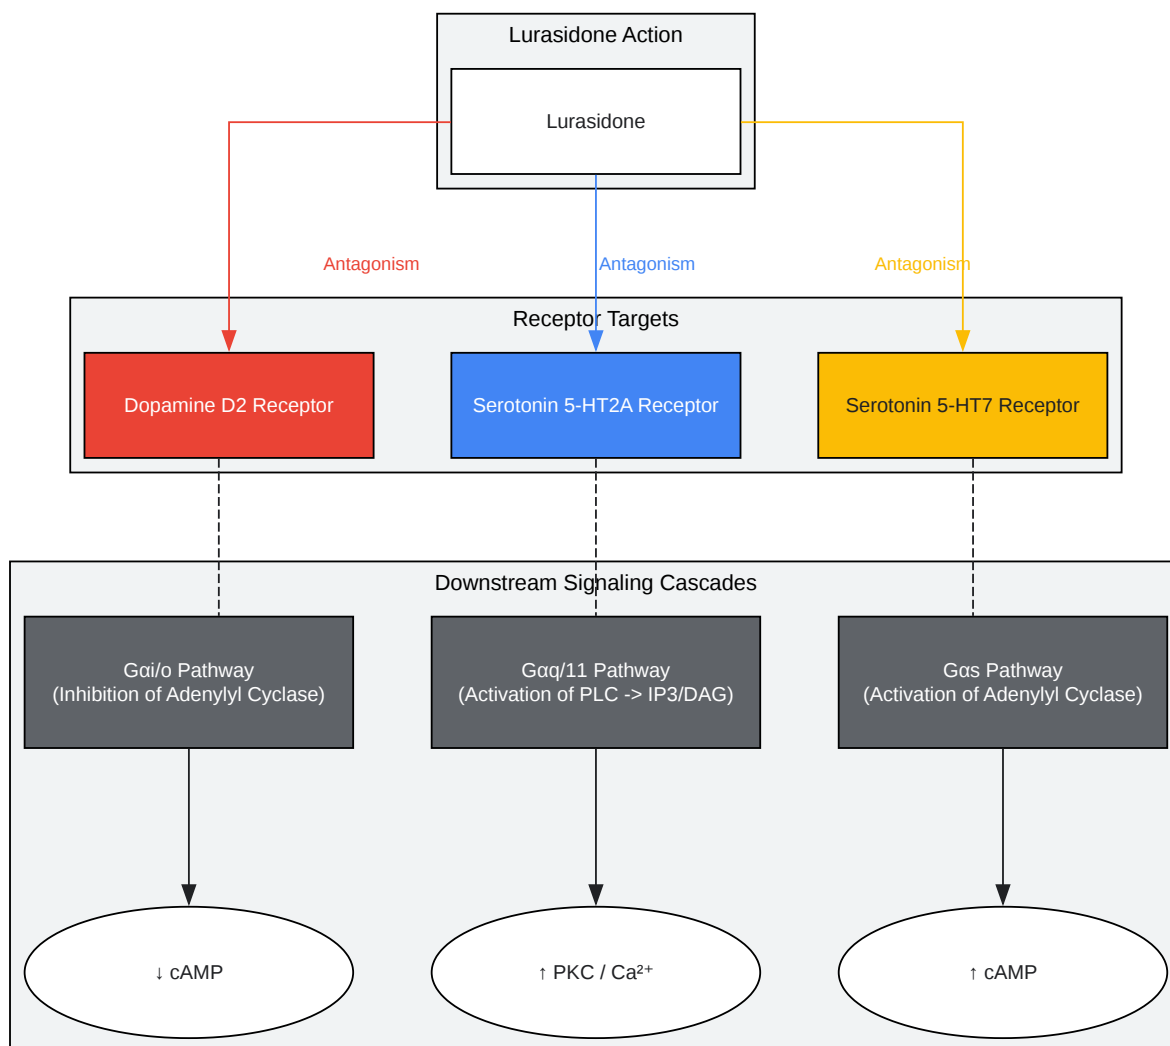 Lurasidone Action
Lurasidone
Antagonism
Antagonism
Antagonism
Receptor Targets
Dopamine D2 Receptor
Serotonin 5-HT2A Receptor
Serotonin 5-HT7 Receptor
Downstream Signaling Cascades
Gαi/o Pathway
(Inhibition of Adenylyl Cyclase)
Gαq/11 Pathway
(Activation of PLC -> IP3/DAG)
Gαs Pathway
(Activation of Adenylyl Cyclase)
↓ cAMP
↑ PKC / Ca²⁺
↑ cAMP